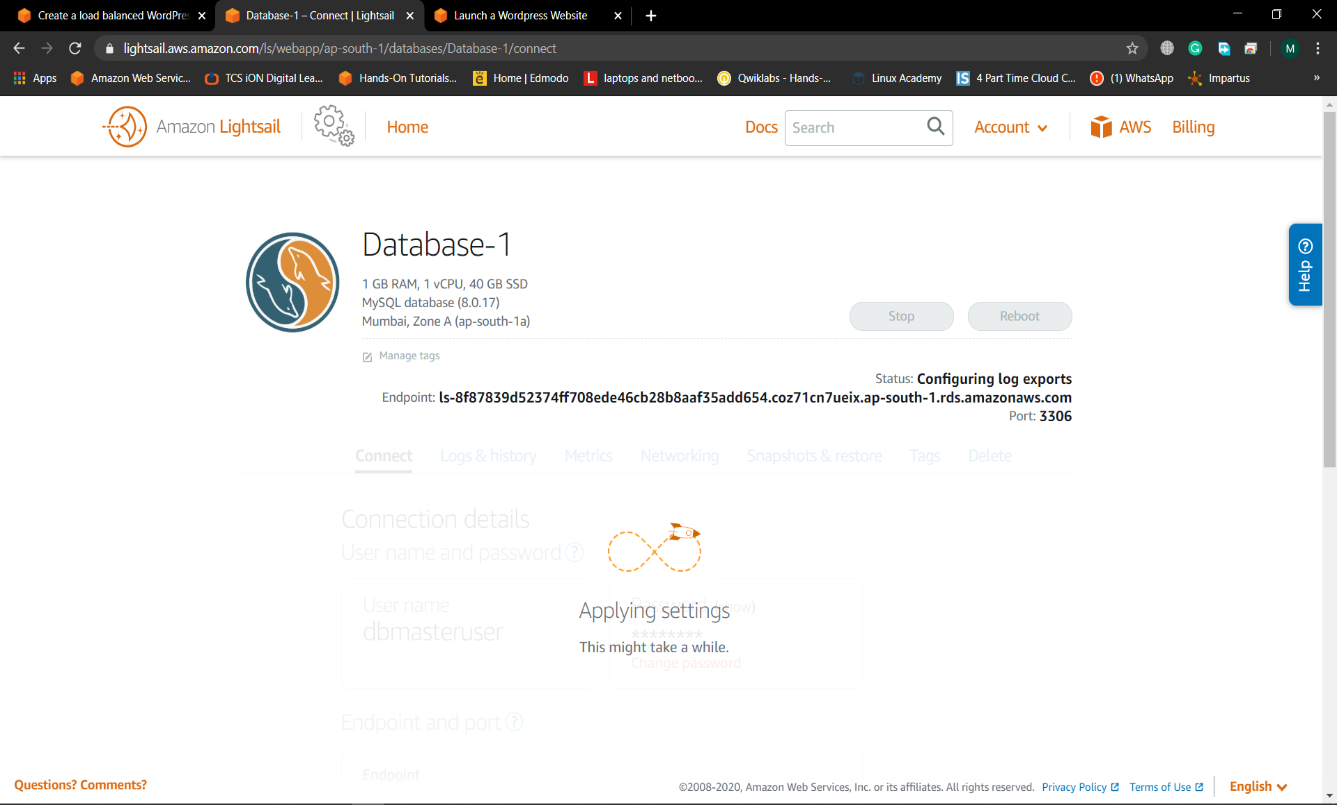 Create a load balanced WordPre
Database-1 – Connect | Lightsail
Launch a Wordpress Website
lightsail.aws.amazon.com/ls/webapp/ap-south-1/databases/Database-1/connect
M
Apps
Amazon Web Servic...
TCS iON Digital Lea...
Hands-On Tutorials...
Home | Edmodo
laptops and netboo...
Qwiklabs - Hands-...
Linux Academy
4 Part Time Cloud C...
(1) WhatsApp
Impartus
»
Amazon Lightsail
Home
Docs
Search
Account
AWS
Billing
Help
Database-1
1 GB RAM, 1 vCPU, 40 GB SSD
MySQL database (8.0.17)
Mumbai, Zone A (ap-south-1a)
Stop
Reboot
Manage tags
Status: Configuring log exports
Endpoint: ls-8f87839d52374ff708ede46cb28b8aaf35add654.coz71cn7ueix.ap-south-1.rds.amazonaws.com
Port: 3306
Connect
Logs & history
Metrics
Networking
Snapshots & restore
Tags
Delete
Connection details
User name and password
User name
dbmasteruser
Applying settings
********
This might take a while.
Change password
Endpoint and port
Endpoint
Questions? Comments?
©2008-2020, Amazon Web Services, Inc. or its affiliates. All rights reserved.
Privacy Policy
Terms of Use
English